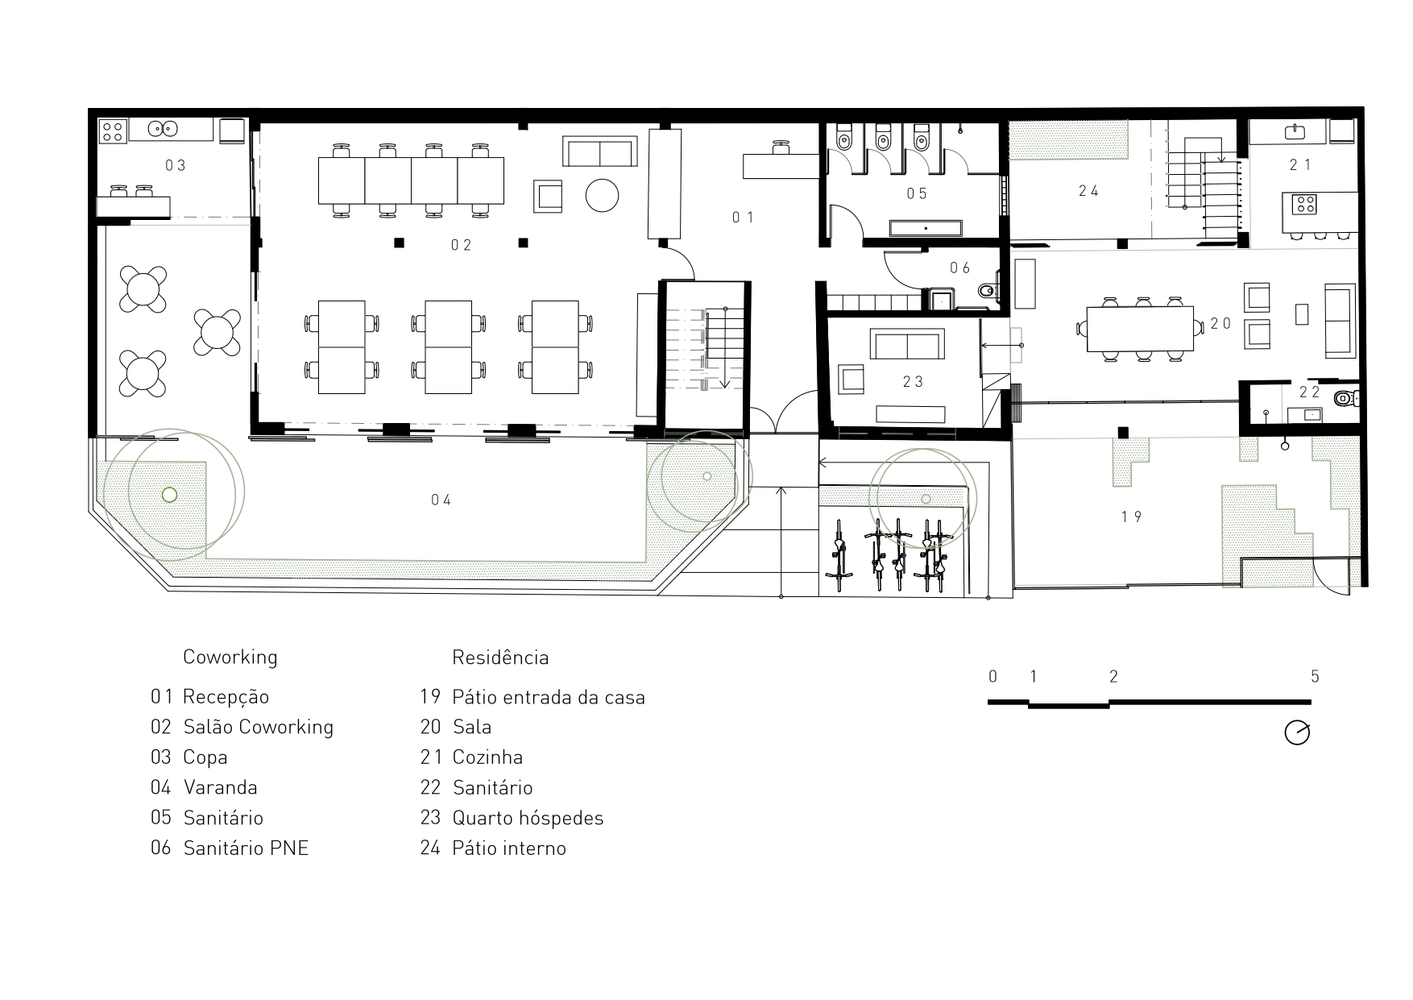 03
02
01
05
06
24
21
20
23
22
04
19
Coworking
01 Recepção
02 Salão Coworking
03 Copa
04 Varanda
05 Sanitário
06 Sanitário PNE
Residência
19 Pátio entrada da casa
20 Sala
21 Cozinha
22 Sanitário
23 Quarto hóspedes
24 Pátio interno
0 1 2 5